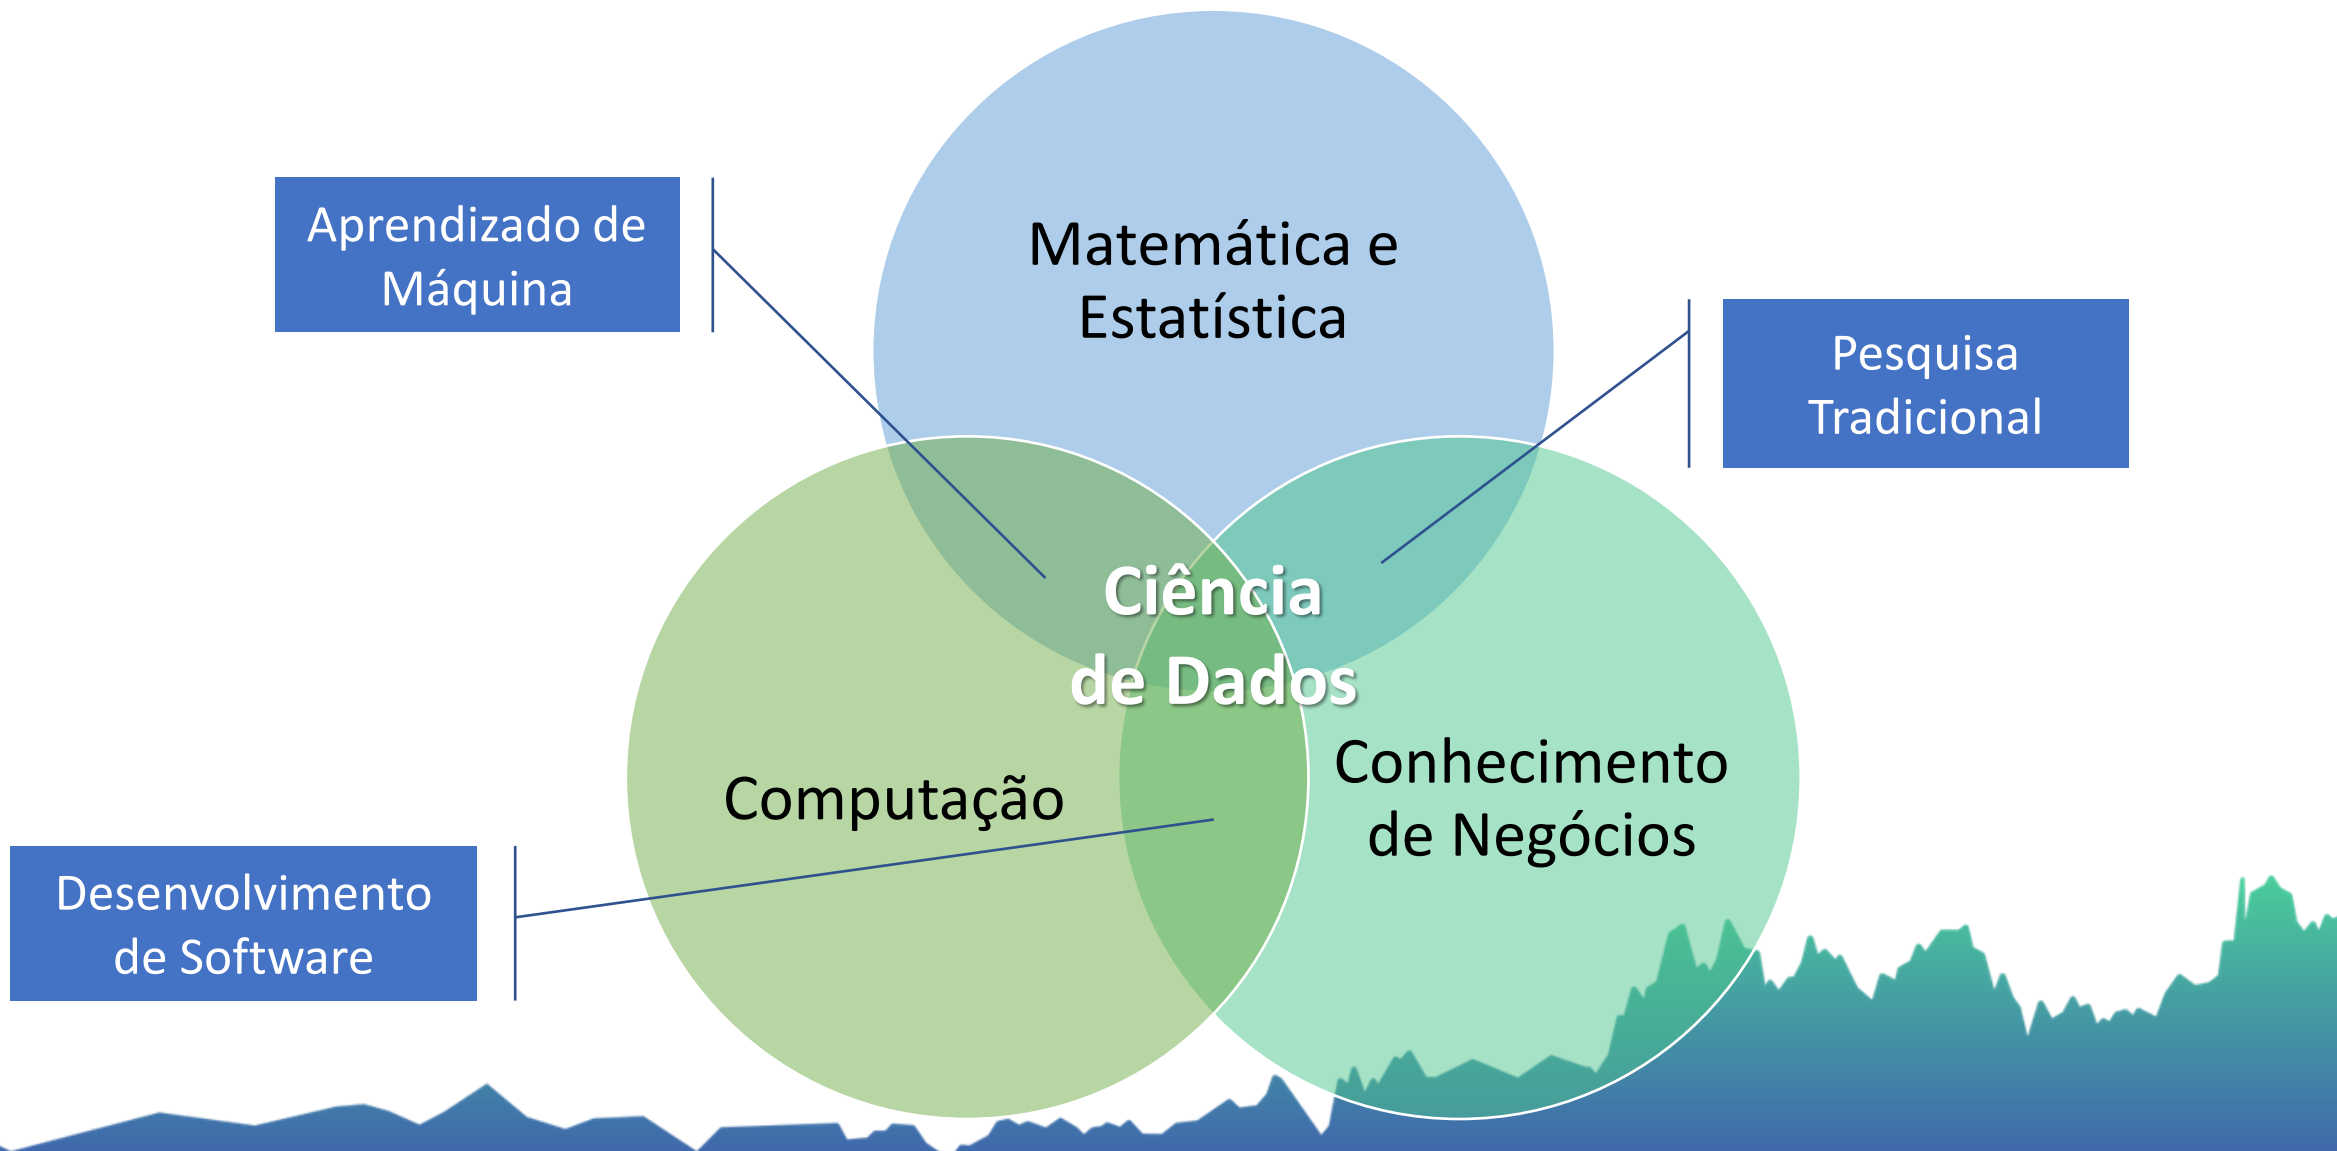 Aprendizado de
Máquina
Matemática e
Estatística
Pesquisa
Tradicional
Ciência
de Dados
Computação
Conhecimento
de Negócios
Desenvolvimento
de Software